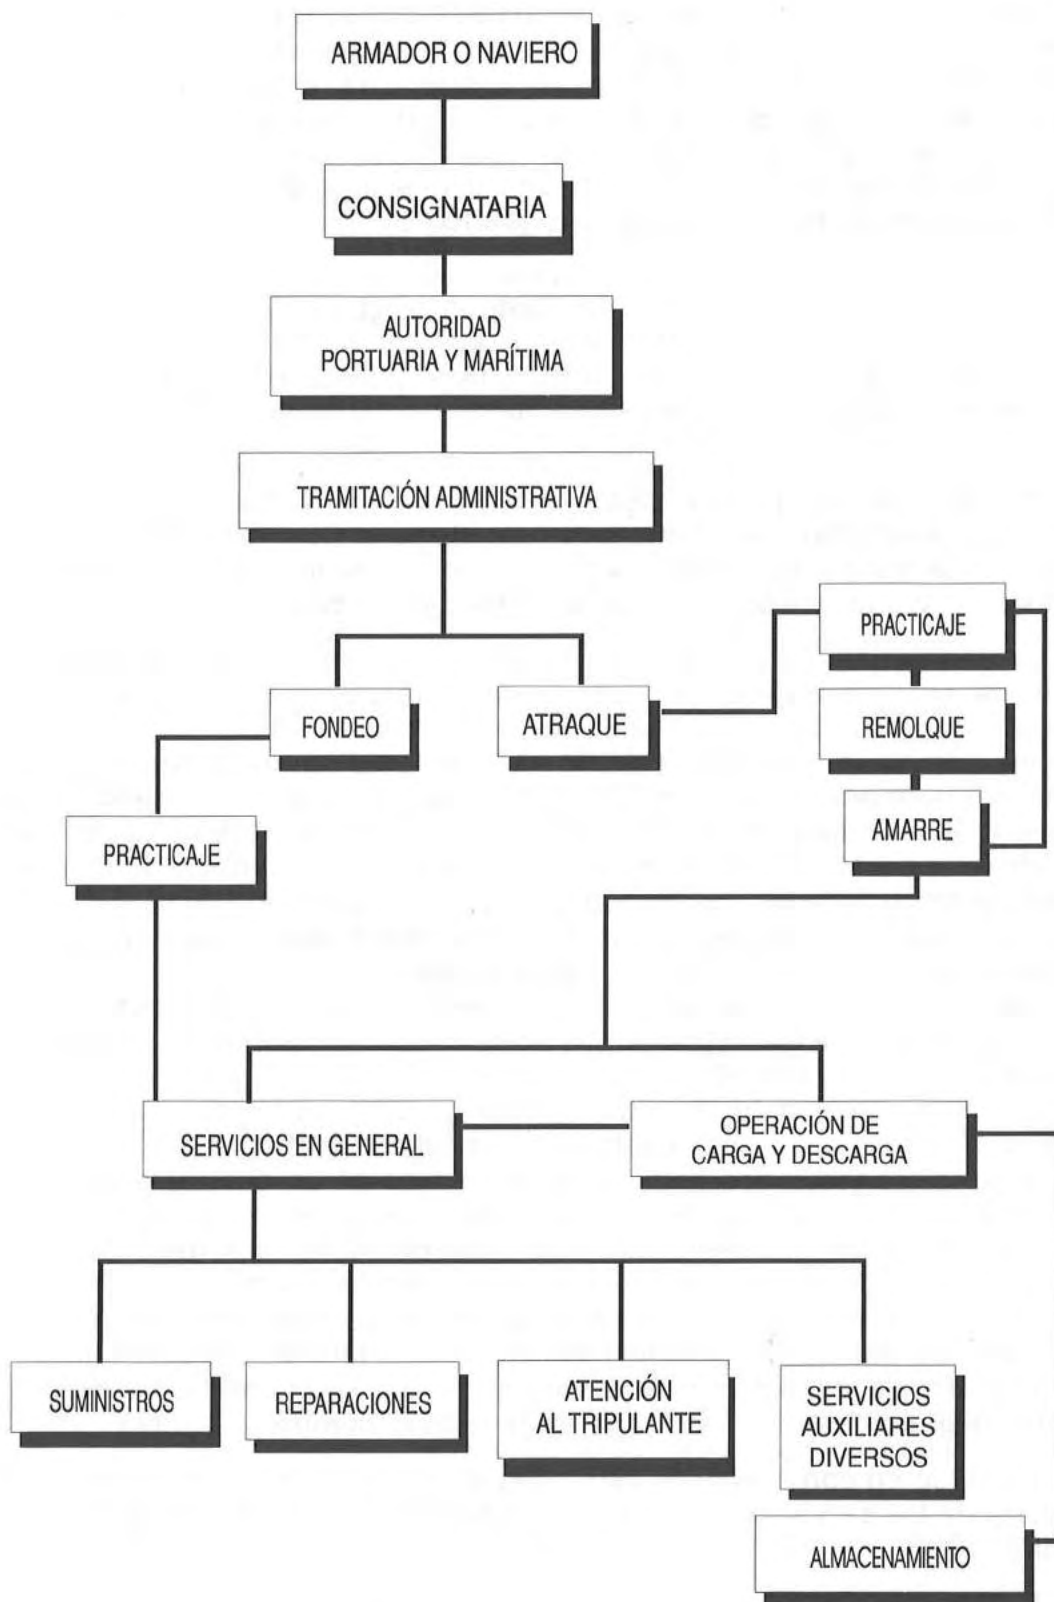 ARMADOR O NAVIERO
CONSIGNATARIA
AUTORIDAD
PORTUARIA Y MARÍTIMA
TRAMITACIÓN ADMINISTRATIVA
PRACTICAJE
FONDEO
ATRAQUE
REMOLQUE
AMARRE
PRACTICAJE
SERVICIOS EN GENERAL
OPERACIÓN DE
CARGA Y DESCARGA
SUMINISTROS
REPARACIONES
ATENCIÓN
AL TRIPULANTE
SERVICIOS
AUXILIARES
DIVERSOS
ALMACENAMIENTO